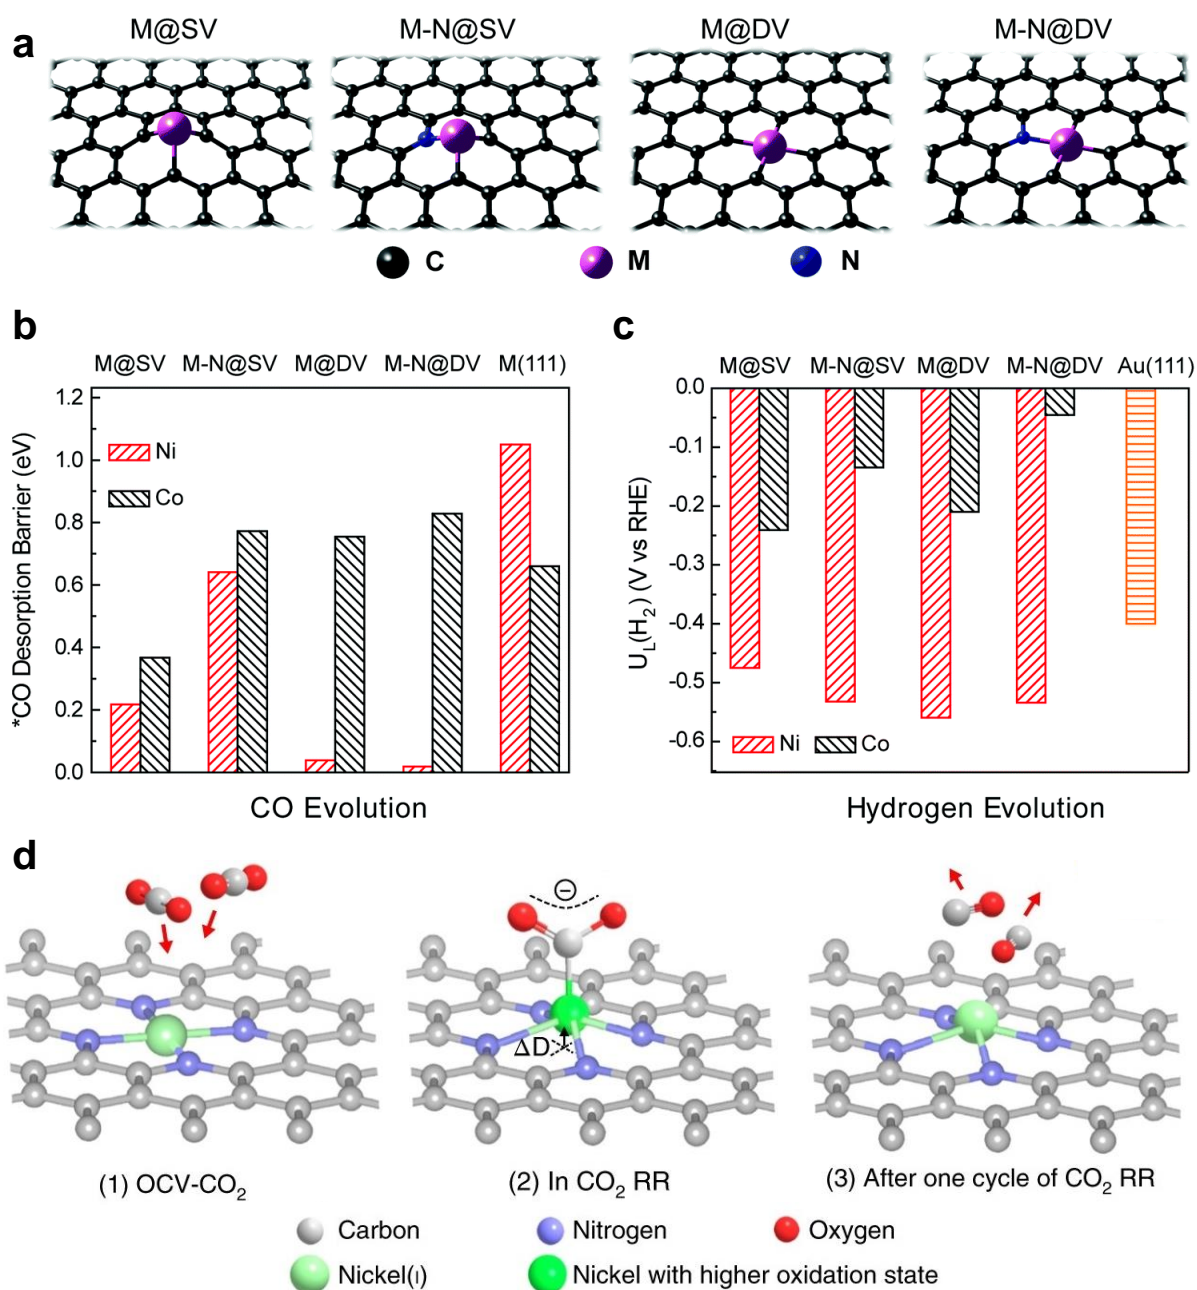 a
M@SV M-N@SV M@DV M-N@DV
C M N
b
M@SV M-N@SV M@DV M-N@DV M(111)
*CO Desorption Barrier (eV)
1.2
1.0
0.8
0.6
0.4
0.2
0.0
Ni
Co
CO Evolution
c
M@SV M-N@SV M@DV M-N@DV Au(111)
U_L(H₂) (V vs RHE)
0.0
-0.1
-0.2
-0.3
-0.4
-0.5
-0.6
Ni Co
Hydrogen Evolution
d
−
ΔD
(1) OCV-CO₂
(2) In CO₂ RR
(3) After one cycle of CO₂ RR
Carbon Nitrogen Oxygen
Nickel(I) Nickel with higher oxidation state